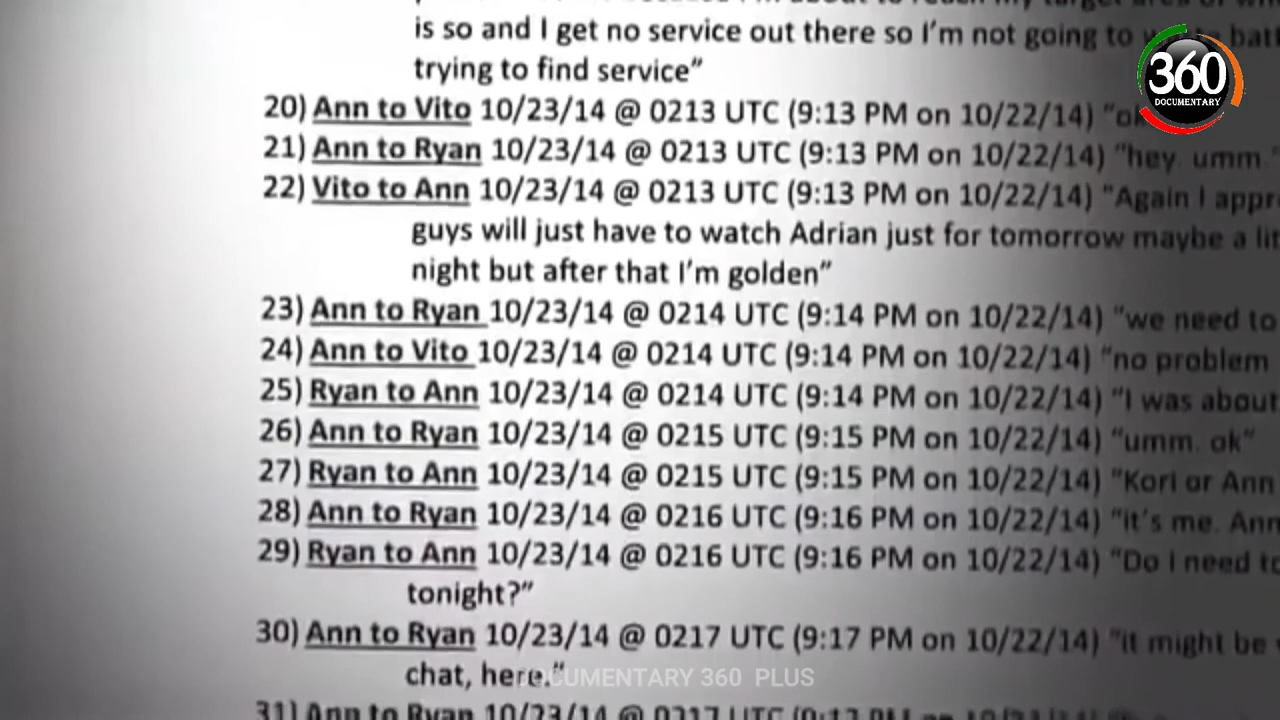 is so and I get no service out there so I'm not going to
trying to find service"
20) Ann to Vito 10/23/14 @ 0213 UTC (9:13 PM on 10/22/14) "ok
21) Ann to Ryan 10/23/14 @ 0213 UTC (9:13 PM on 10/22/14) "hey. umm.
22) Vito to Ann 10/23/14 @ 0213 UTC (9:13 PM on 10/22/14) "Again I
guys will just have to watch Adrian just for tomorrow maybe a
night but after that I'm golden"
23) Ann to Ryan 10/23/14 @ 0214 UTC (9:14 PM on 10/22/14) "we need to
24) Ann to Vito 10/23/14 @ 0214 UTC (9:14 PM on 10/22/14) "no problem
25) Ryan to Ann 10/23/14 @ 0214 UTC (9:14 PM on 10/22/14) "I was about
26) Ann to Ryan 10/23/14 @ 0215 UTC (9:15 PM on 10/22/14) "umm. ok"
27) Ryan to Ann 10/23/14 @ 0215 UTC (9:15 PM on 10/22/14) "Kori or Ann
28) Ann to Ryan 10/23/14 @ 0216 UTC (9:16 PM on 10/22/14) "it's me. Ann
29) Ryan to Ann 10/23/14 @ 0216 UTC (9:16 PM on 10/22/14) "Do I need to
tonight?"
30) Ann to Ryan 10/23/14 @ 0217 UTC (9:17 PM on 10/22/14) "it might be
chat, here."
31) Ann to Ryan 10/23/14 @ 0217 UTC
360
DOCUMENTARY
DOCUMENTARY 360 PLUS